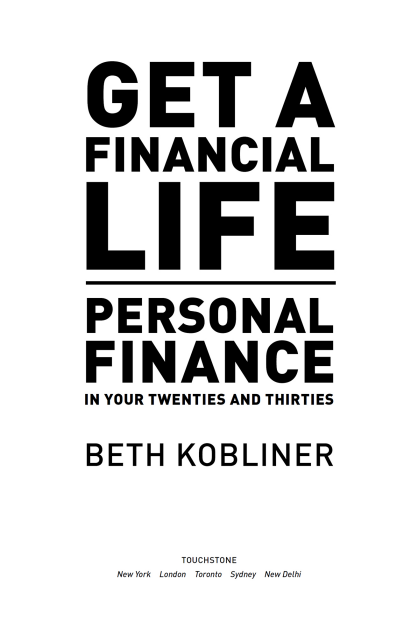 GET A
FINANCIAL
LIFE
PERSONAL
FINANCE
IN YOUR TWENTIES AND THIRTIES
BETH KOBLINER
TOUCHSTONE
New York London Toronto Sydney New Delhi